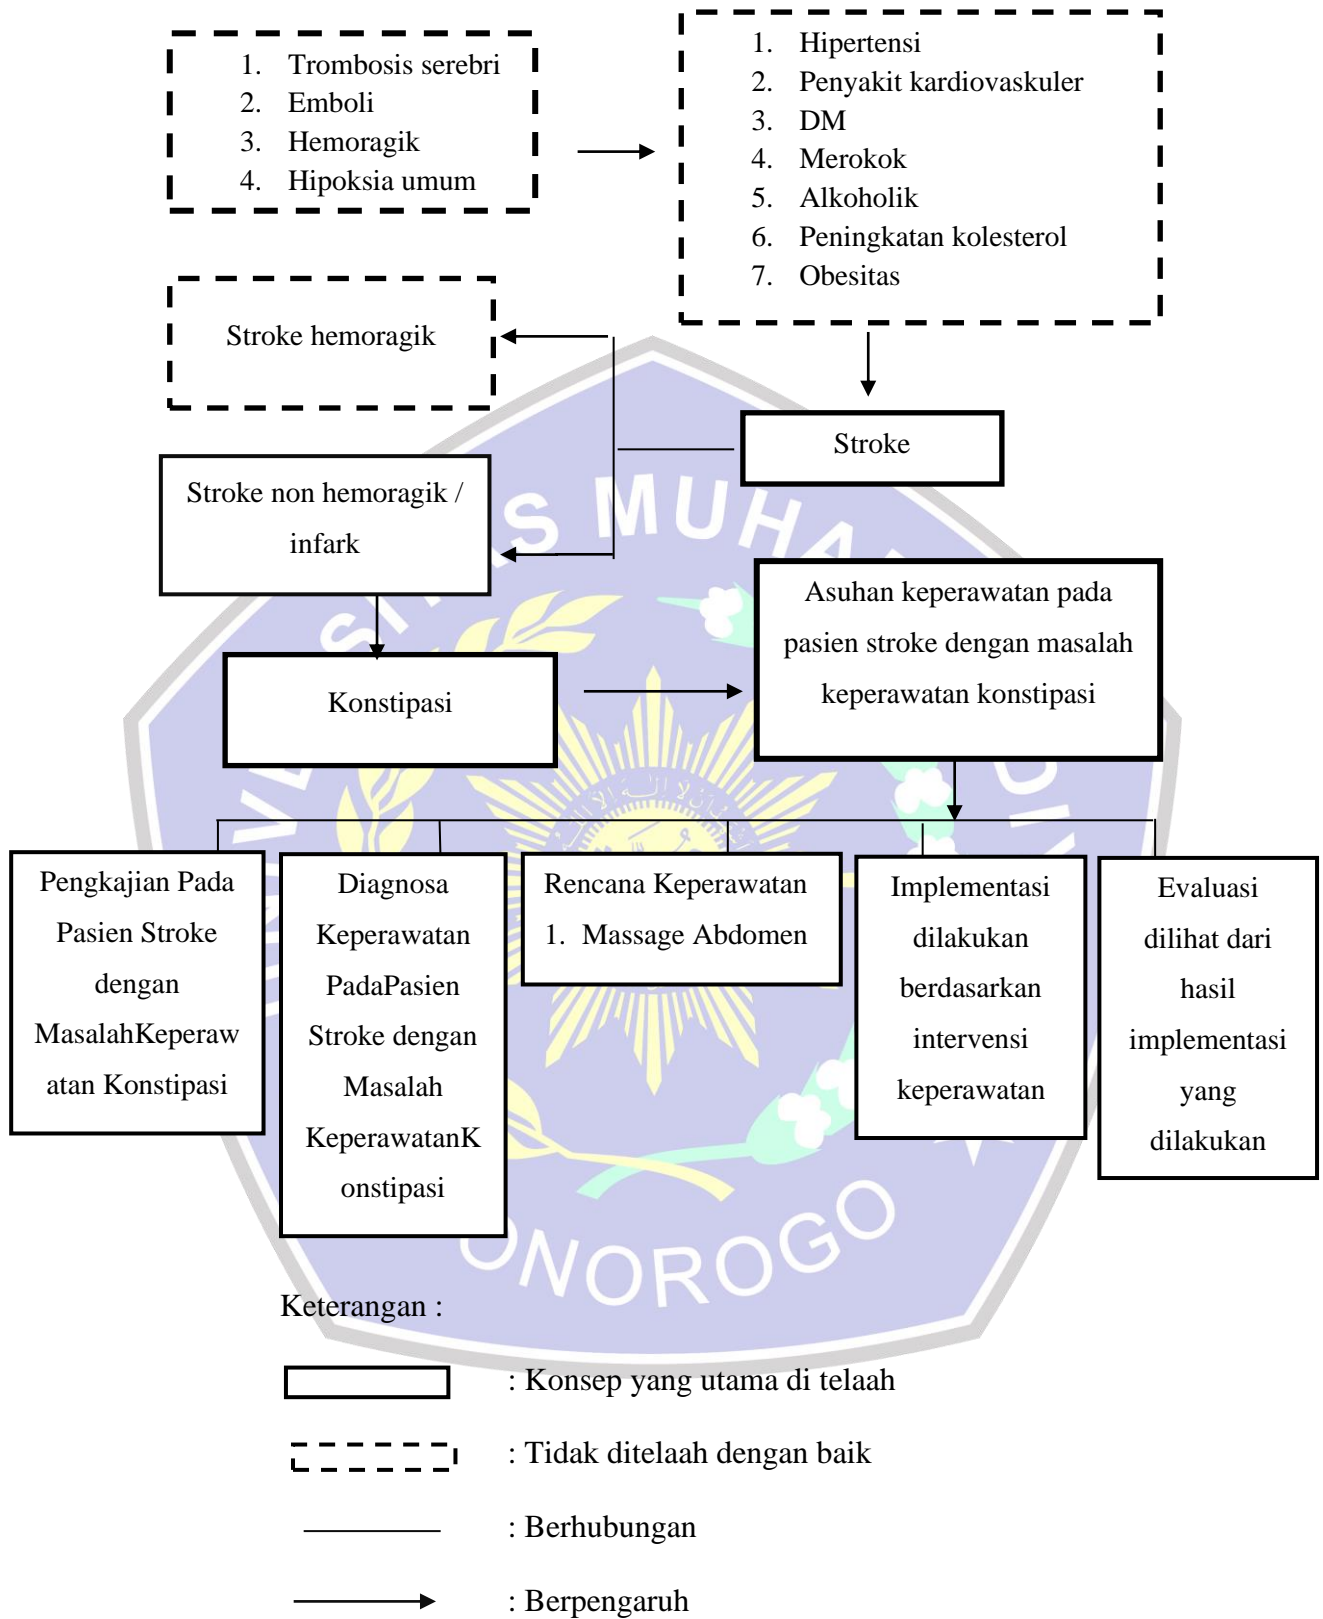 1. Trombosis serebri
2. Emboli
3. Hemoragik
4. Hipoksia umum
1. Hipertensi
2. Penyakit kardiovaskuler
3. DM
4. Merokok
5. Alkoholik
6. Peningkatan kolesterol
7. Obesitas
Stroke hemoragik
Stroke
Stroke non hemoragik /
infark
Asuhan keperawatan pada
pasien stroke dengan masalah
keperawatan konstipasi
Konstipasi
Pengkajian Pada
Pasien Stroke
dengan
MasalahKeperaw
atan Konstipasi
Diagnosa
Keperawatan
PadaPasien
Stroke dengan
Masalah
KeperawatanK
onstipasi
Rencana Keperawatan
1. Massage Abdomen
Implementasi
dilakukan
berdasarkan
intervensi
keperawatan
Evaluasi
dilihat dari
hasil
implementasi
yang
dilakukan
Keterangan :
: Konsep yang utama di telaah
: Tidak ditelaah dengan baik
: Berhubungan
: Berpengaruh